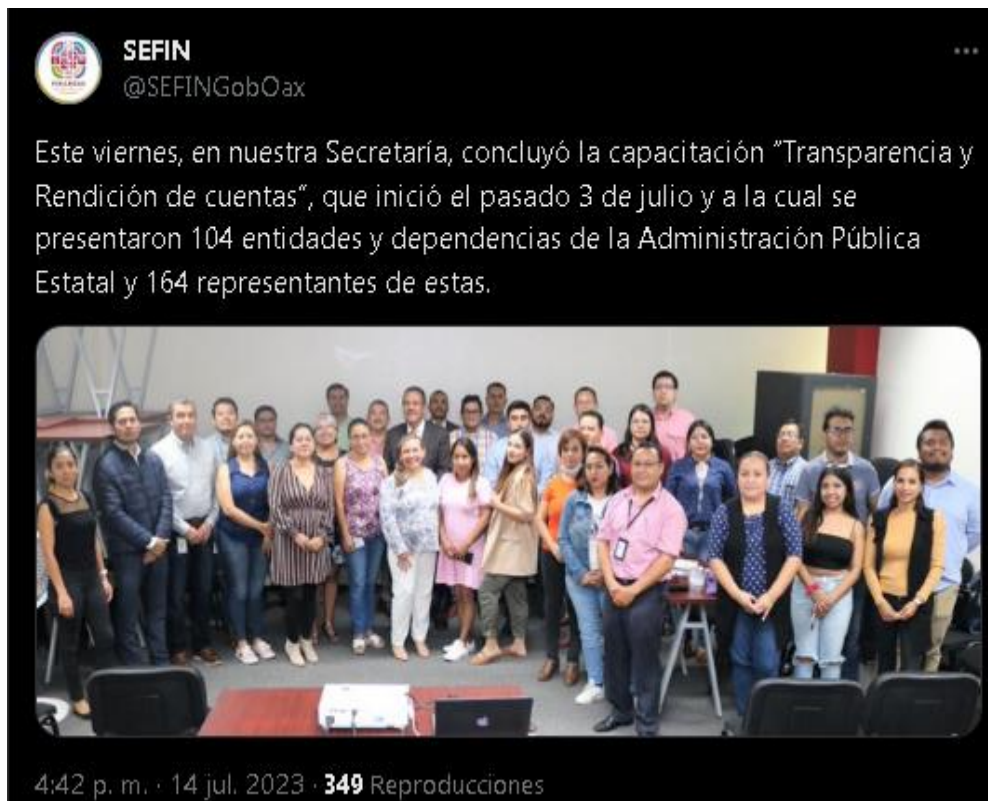 SEFIN
@SEFINGobOax
Este viernes, en nuestra Secretaría, concluyó la capacitación "Transparencia y
Rendición de cuentas", que inició el pasado 3 de julio y a la cual se
presentaron 104 entidades y dependencias de la Administración Pública
Estatal y 164 representantes de estas.
4:42 p. m. · 14 jul. 2023 · 349 Reproducciones